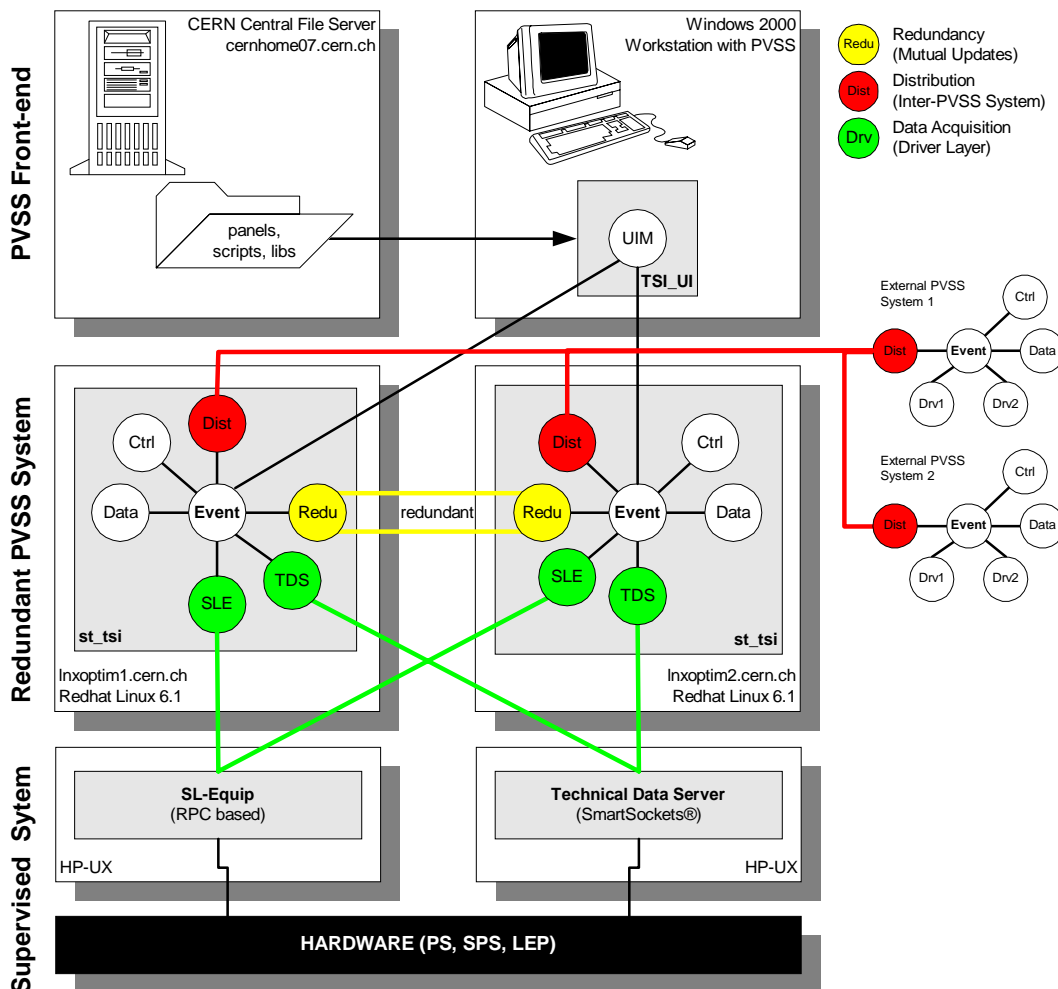 PVSS Front-end
CERN Central File Server
cernhome07.cern.ch
panels,
scripts, libs
Windows 2000
Workstation with PVSS
UIM
TSI_UI
Redu
Redundancy
(Mutual Updates)
Dist
Distribution
(Inter-PVSS System)
Drv
Data Acquisition
(Driver Layer)
External PVSS
System 1
Ctrl
Dist
Event
Data
Drv1
Drv2
External PVSS
System 2
Ctrl
Dist
Event
Data
Drv1
Drv2
Redundant PVSS System
Dist
Ctrl
Data
Event
Redu
TDS
SLE
st_tsi
lnxoptim1.cern.ch
Redhat Linux 6.1
redundant
Dist
Ctrl
Redu
Event
Data
SLE
TDS
st_tsi
lnxoptim2.cern.ch
Redhat Linux 6.1
Supervised Sytem
SL-Equip
(RPC based)
HP-UX
Technical Data Server
(SmartSockets®)
HP-UX
HARDWARE (PS, SPS, LEP)